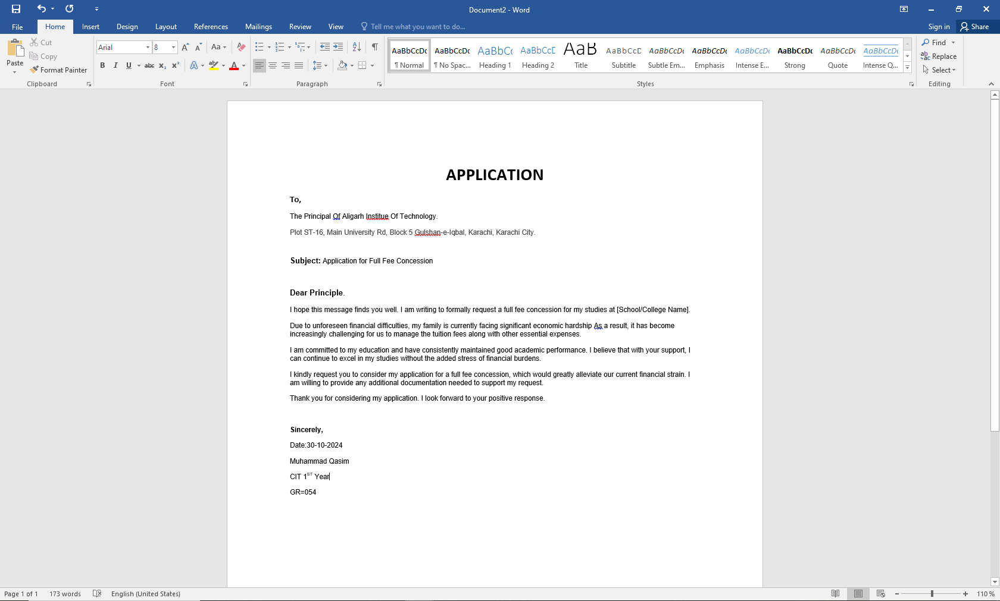 Document2 - Word
File Home Insert Design Layout References Mailings Review View Tell me what you want to do... Sign in Share
Paste
Cut
Copy
Format Painter
Clipboard
Arial 8
Aa
B I U abc X₂ X²
A ab A
Font
Paragraph
AaBbCcDc AaBbCcDc AaBbCc AaBbCcD AaB AaBbCcD AaBbCcDc AaBbCcDc AaBbCcDc AaBbCcDc AaBbCcDc AaBbCcDc
¶ Normal ¶ No Spac... Heading 1 Heading 2 Title Subtitle Subtle Em... Emphasis Intense E... Strong Quote Intense Q...
Styles
Find
Replace
Select
Editing
APPLICATION
To,
The Principal Of Aligarh Institue Of Technology.
Plot ST-16, Main University Rd, Block 5 Gulshan-e-Iqbal, Karachi, Karachi City.
Subject: Application for Full Fee Concession
Dear Principle.
I hope this message finds you well. I am writing to formally request a full fee concession for my studies at [School/College Name].
Due to unforeseen financial difficulties, my family is currently facing significant economic hardship As a result, it has become
increasingly challenging for us to manage the tuition fees along with other essential expenses.
I am committed to my education and have consistently maintained good academic performance. I believe that with your support, I
can continue to excel in my studies without the added stress of financial burdens.
I kindly request you to consider my application for a full fee concession, which would greatly alleviate our current financial strain. I
am willing to provide any additional documentation needed to support my request.
Thank you for considering my application. I look forward to your positive response.
Sincerely,
Date:30-10-2024
Muhammad Qasim
CIT 1ST Year
GR=054
Page 1 of 1 173 words English (United States) 110 %